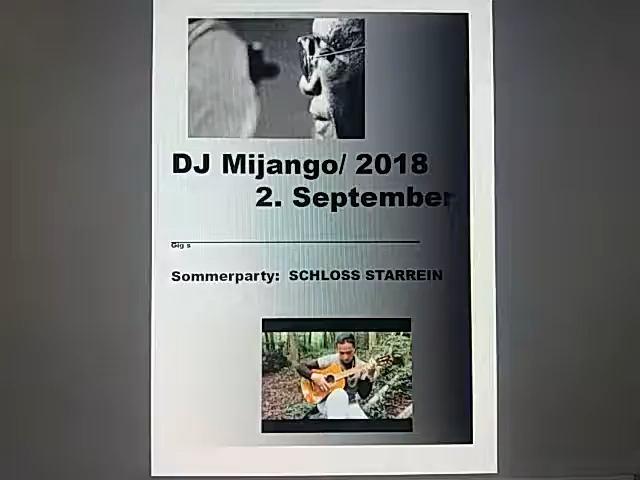 DJ Mijango/ 2018
2. September
Gig s
Sommerparty: SCHLOSS STARREIN